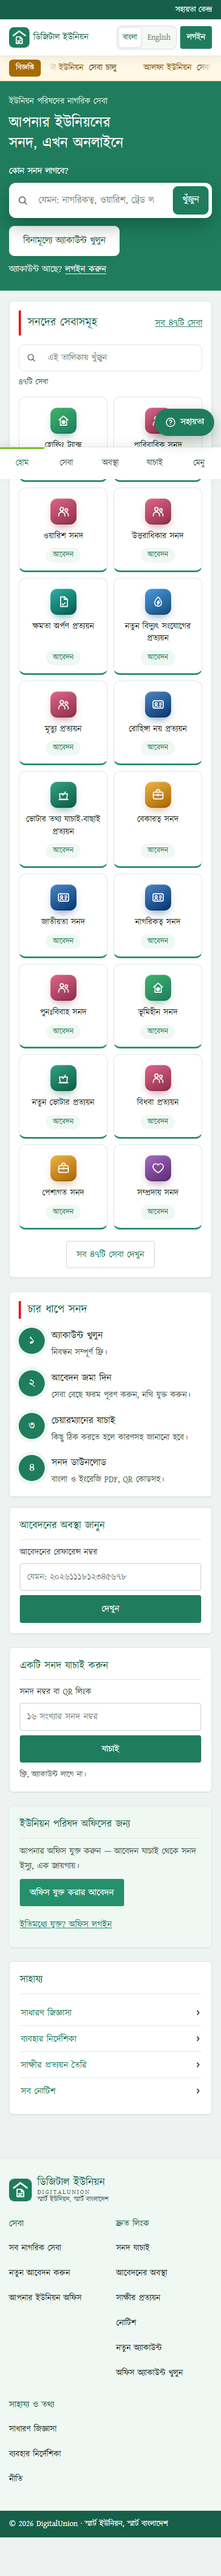 সহায়তা কেন্দ্র
ডিজিটাল ইউনিয়ন
বাংলা English লগইন
বিজ্ঞপ্তি ইউনিয়ন সেবা চালু আলফা ইউনিয়ন
ইউনিয়ন পরিষদের নাগরিক সেবা
আপনার ইউনিয়নের
সনদ, এখন অনলাইনে
কোন সনদ লাগবে?
যেমন: নাগরিকত্ব, ওয়ারিশ, ট্রেড ল
খুঁজুন
বিনামূল্যে অ্যাকাউন্ট খুলুন
অ্যাকাউন্ট আছে? লগইন করুন
সনদের সেবাসমূহ সব ৪৭টি সেবা
এই তালিকায় খুঁজুন
৪৭টি সেবা
সহায়তা
হোম সেবা অবস্থা যাচাই মেনু
ওয়ারিশ সনদ উত্তরাধিকার সনদ
আবেদন আবেদন
ক্ষমতা অর্পণ প্রত্যয়ন নতুন বিদ্যুৎ সংযোগের
প্রত্যয়ন
আবেদন আবেদন
মৃত্যু প্রত্যয়ন রোহিঙ্গা নয় প্রত্যয়ন
আবেদন আবেদন
ভোটার তথ্য যাচাই-বাছাই বেকারত্ব সনদ
প্রত্যয়ন
আবেদন আবেদন
জাতীয়তা সনদ নাগরিকত্ব সনদ
আবেদন আবেদন
পুনঃবিবাহ সনদ ভূমিহীন সনদ
আবেদন আবেদন
নতুন ভোটার প্রত্যয়ন বিধবা প্রত্যয়ন
আবেদন আবেদন
পেশাগত সনদ সম্প্রদায় সনদ
আবেদন আবেদন
সব ৪৭টি সেবা দেখুন
চার ধাপে সনদ
১ অ্যাকাউন্ট খুলুন
নিবন্ধন সম্পূর্ণ ফ্রি।
২ আবেদন জমা দিন
সেবা বেছে ফরম পূরণ করুন, নথি যুক্ত করুন।
৩ চেয়ারম্যানের যাচাই
কিছু ঠিক করতে হলে কারণসহ জানানো হবে।
৪ সনদ ডাউনলোড
বাংলা ও ইংরেজি PDF, QR কোডসহ।
আবেদনের অবস্থা জানুন
আবেদনের রেফারেন্স নম্বর
যেমন: ২০২৬১১১৮১২৩৪৫৬৭৮
দেখুন
একটি সনদ যাচাই করুন
সনদ নম্বর বা QR লিংক
১৬ সংখ্যার সনদ নম্বর
যাচাই
ফ্রি, অ্যাকাউন্ট লাগে না।
ইউনিয়ন পরিষদ অফিসের জন্য
আপনার অফিস যুক্ত করুন — আবেদন যাচাই থেকে সনদ
ইস্যু, এক জায়গায়।
অফিস যুক্ত করার আবেদন
ইতিমধ্যে যুক্ত? অফিস লগইন
সাহায্য
সাধারণ জিজ্ঞাসা
ব্যবহার নির্দেশিকা
সাক্ষীর প্রত্যয়ন তৈরি
সব নোটিশ
ডিজিটাল ইউনিয়ন
DIGITALUNION
স্মার্ট ইউনিয়ন, স্মার্ট বাংলাদেশ
সেবা দ্রুত লিংক
সব নাগরিক সেবা সনদ যাচাই
নতুন আবেদন করুন আবেদনের অবস্থা
আপনার ইউনিয়ন অফিস সাক্ষীর প্রত্যয়ন
নোটিশ
নতুন অ্যাকাউন্ট
অফিস অ্যাকাউন্ট খুলুন
সাহায্য ও তথ্য
সাধারণ জিজ্ঞাসা
ব্যবহার নির্দেশিকা
নীতি
© 2026 DigitalUnion · স্মার্ট ইউনিয়ন, স্মার্ট বাংলাদেশ